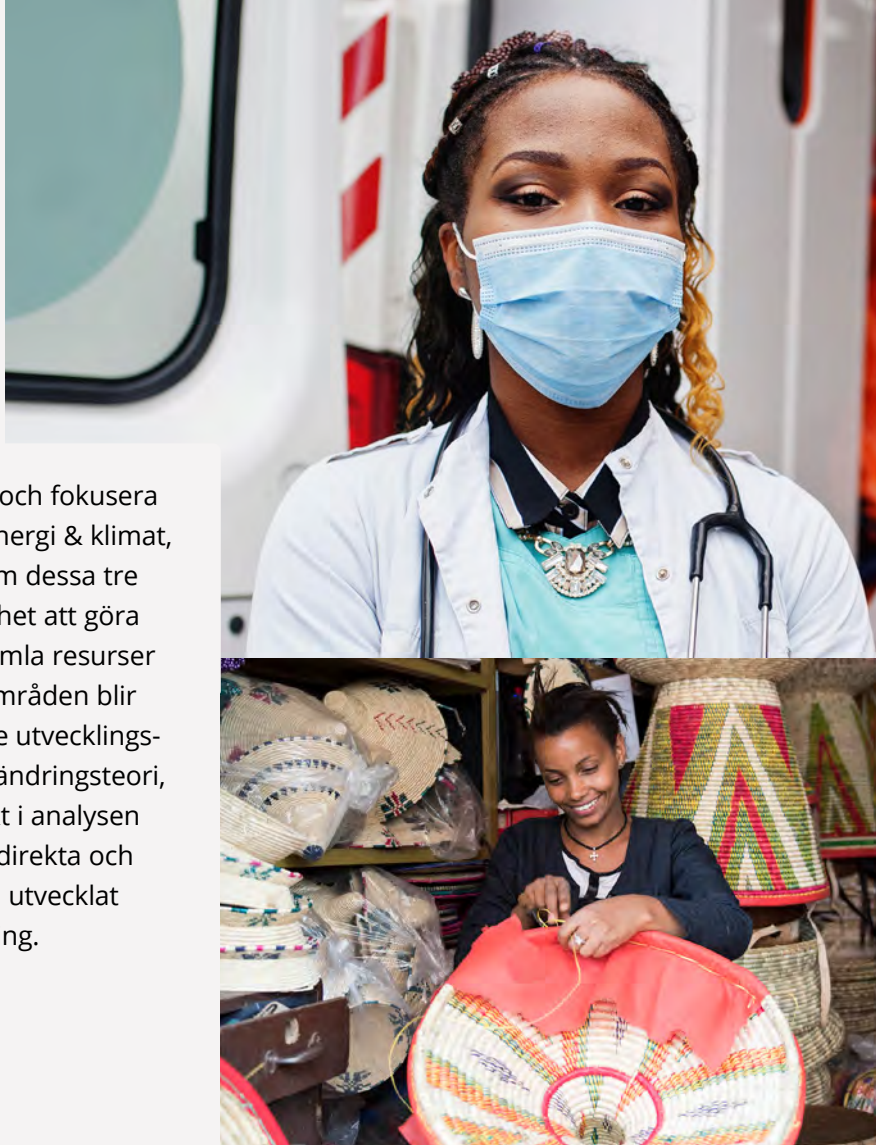 och fokusera
nergi & klimat,
m dessa tre
het att göra
mla resurser
mråden blir
e utvecklings-
ändringsteori,
t i analysen
direkta och
utvecklat
ng.